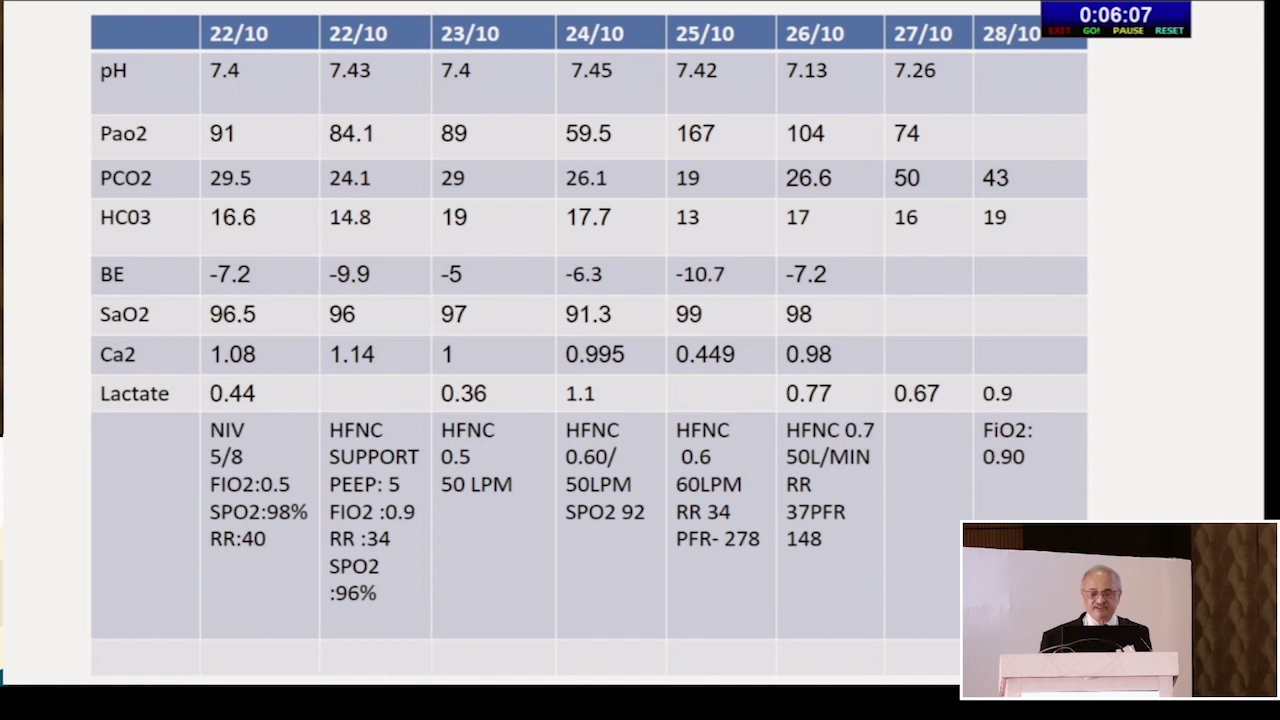 0:06:07
EXIT GO! PAUSE RESET
22/10 22/10 23/10 24/10 25/10 26/10 27/10 28/10
pH 7.4 7.43 7.4 7.45 7.42 7.13 7.26
Pao2 91 84.1 89 59.5 167 104 74
PCO2 29.5 24.1 29 26.1 19 26.6 50 43
HC03 16.6 14.8 19 17.7 13 17 16 19
BE -7.2 -9.9 -5 -6.3 -10.7 -7.2
SaO2 96.5 96 97 91.3 99 98
Ca2 1.08 1.14 1 0.995 0.449 0.98
Lactate 0.44 0.36 1.1 0.77 0.67 0.9
NIV
5/8
FIO2:0.5
SPO2:98%
RR:40
HFNC
SUPPORT
PEEP: 5
FIO2 :0.9
RR :34
SPO2
:96%
HFNC
0.5
50 LPM
HFNC
0.60/
50LPM
SPO2 92
HFNC
0.6
60LPM
RR 34
PFR- 278
HFNC 0.7
50L/MIN
RR
37PFR
148
FiO2:
0.90